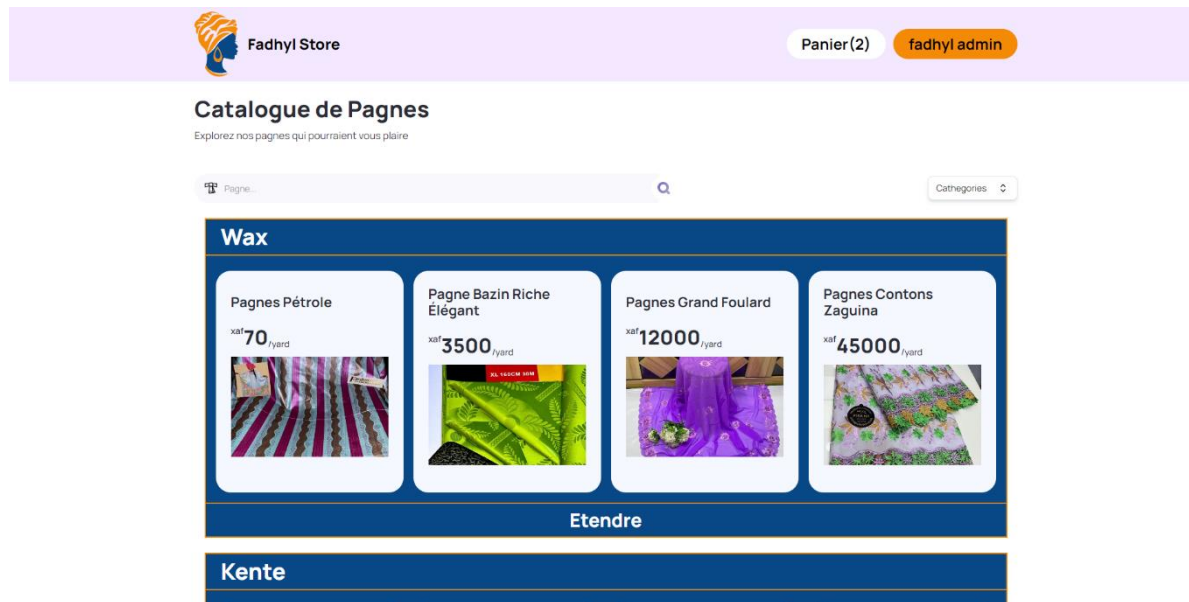 Fadhyl Store
Panier(2)
fadhyl admin
Catalogue de Pagnes
Explorez nos pagnes qui pourraient vous plaire
Pagne...
Cathegories
Wax
Pagnes Pétrole
xaf70/yard
Pagne Bazin Riche
Élégant
xaf3500/yard
XL 165CM 30M
Pagnes Grand Foulard
xaf12000/yard
Pagnes Contons
Zaguina
xaf45000/yard
Etendre
Kente